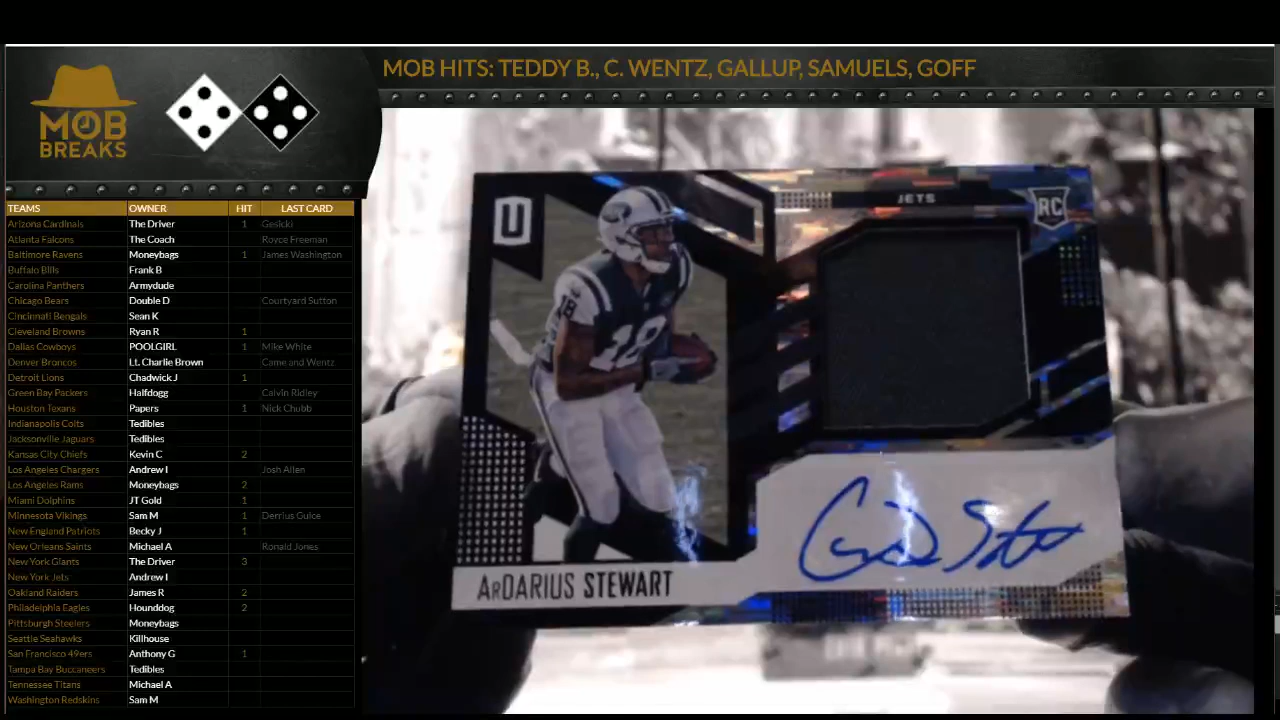 MOB HITS: TEDDY B., C. WENTZ, GALLUP, SAMUELS, GOFF
MOB
BREAKS
TEAMS OWNER HIT LAST CARD
Arizona Cardinals The Driver 1 Gesicki
Atlanta Falcons The Coach Royce Freeman
Baltimore Ravens Moneybags 1 James Washington
Buffalo Bills Frank B
Carolina Panthers Armydude
Chicago Bears Double D Courtyard Sutton
Cincinnati Bengals Sean K
Cleveland Browns Ryan R 1
Dallas Cowboys POOLGIRL 1 Mike White
Denver Broncos Lt. Charlie Brown Came and Wentz
Detroit Lions Chadwick J 1
Green Bay Packers Halfdogg Calvin Ridley
Houston Texans Papers 1 Nick Chubb
Indianapolis Colts Tedibles
Jacksonville Jaguars Tedibles
Kansas City Chiefs Kevin C 2
Los Angeles Chargers Andrew I Josh Allen
Los Angeles Rams Moneybags 2
Miami Dolphins JT Gold 1
Minnesota Vikings Sam M 1 Derrius Guice
New England Patriots Becky J 1
New Orleans Saints Michael A Ronald Jones
New York Giants The Driver 3
New York Jets Andrew I
Oakland Raiders James R 2
Philadelphia Eagles Hounddog 2
Pittsburgh Steelers Moneybags
Seattle Seahawks Killhouse
San Francisco 49ers Anthony G 1
Tampa Bay Buccaneers Tedibles
Tennessee Titans Michael A
Washington Redskins Sam M
U
JETS
RC
18
18
ARDARIUS STEWART